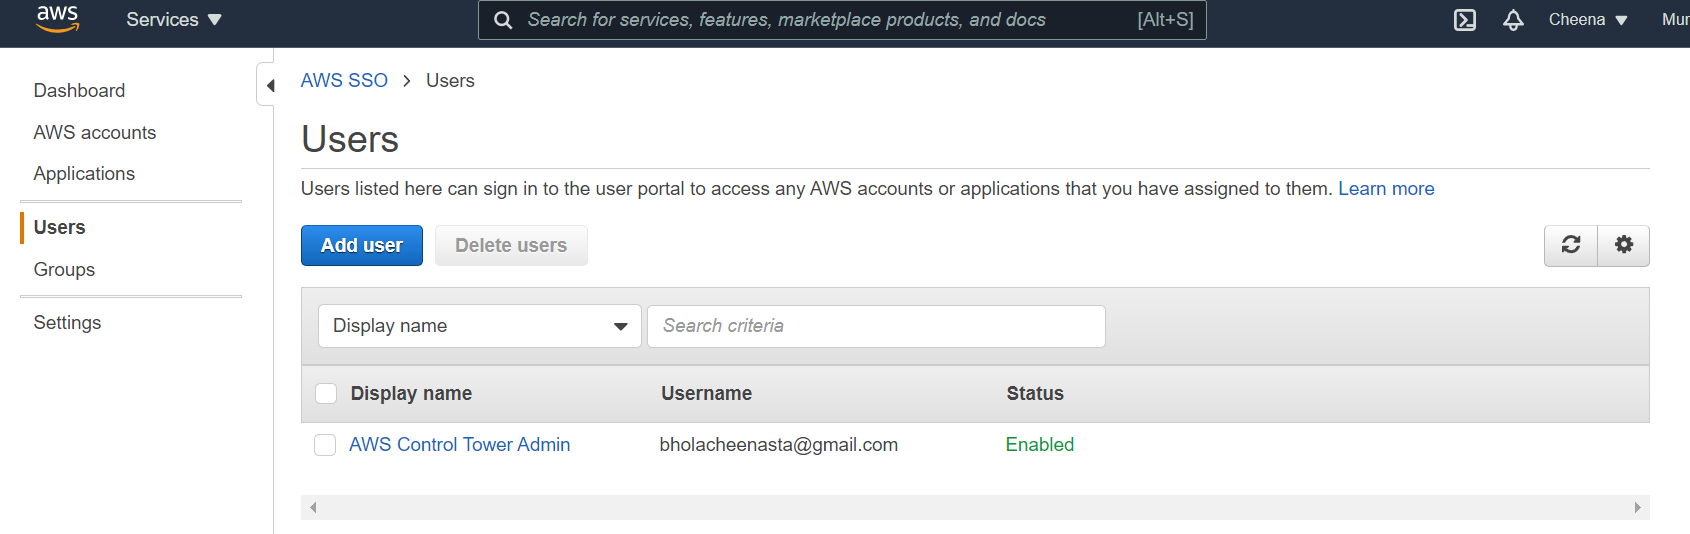 aws Services Search for services, features, marketplace products, and docs [Alt+S] Cheena
Dashboard
AWS accounts
Applications
Users
Groups
Settings
AWS SSO > Users
Users
Users listed here can sign in to the user portal to access any AWS accounts or applications that you have assigned to them. Learn more
Add user Delete users
Display name Search criteria
Display name Username Status
AWS Control Tower Admin bholacheenasta@gmail.com Enabled